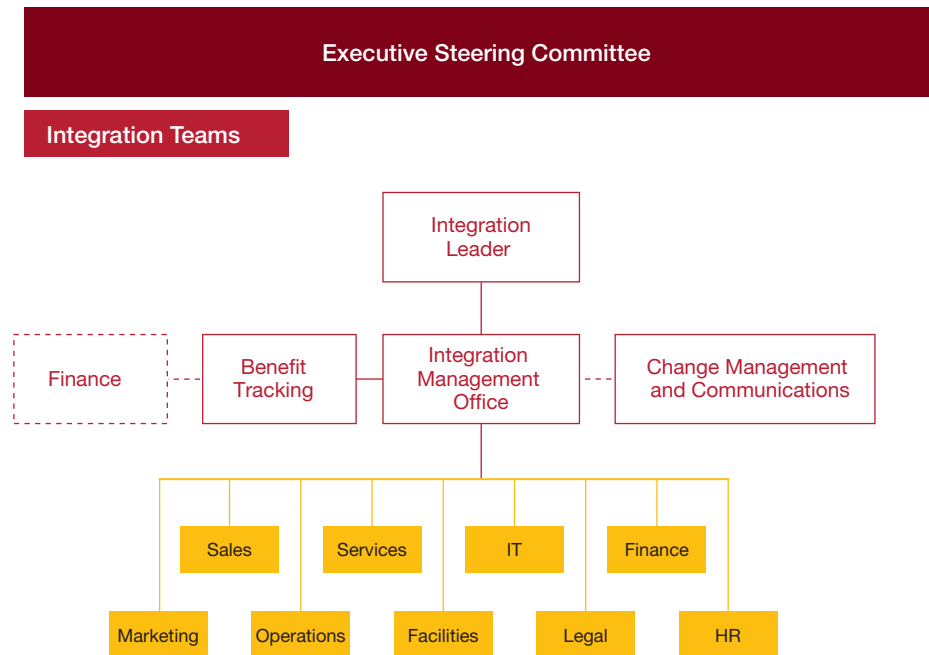 Executive Steering Committee
Integration Teams
Integration
Leader
Finance
Benefit
Tracking
Integration
Management
Office
Change Management
and Communications
Sales
Services
IT
Finance
Marketing
Operations
Facilities
Legal
HR